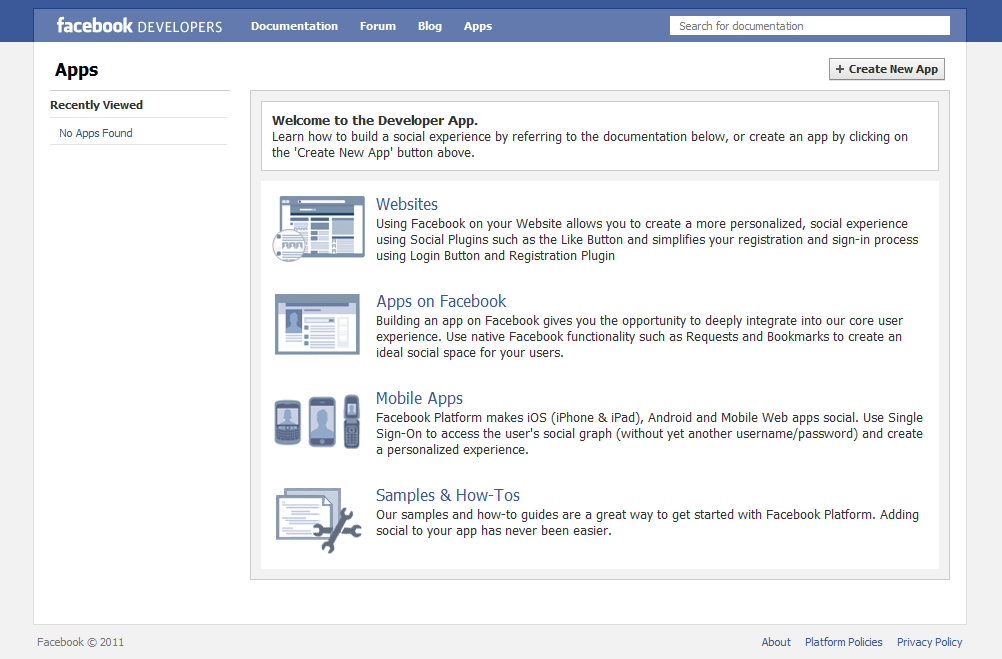 facebook DEVELOPERS Documentation Forum Blog Apps Search for documentation
Apps
+ Create New App
Recently Viewed
No Apps Found
Welcome to the Developer App.
Learn how to build a social experience by referring to the documentation below, or create an app by clicking on
the 'Create New App' button above.
Websites
Using Facebook on your Website allows you to create a more personalized, social experience
using Social Plugins such as the Like Button and simplifies your registration and sign-in process
using Login Button and Registration Plugin
Apps on Facebook
Building an app on Facebook gives you the opportunity to deeply integrate into our core user
experience. Use native Facebook functionality such as Requests and Bookmarks to create an
ideal social space for your users.
Mobile Apps
Facebook Platform makes iOS (iPhone & iPad), Android and Mobile Web apps social. Use Single
Sign-On to access the user's social graph (without yet another username/password) and create
a personalized experience.
Samples & How-Tos
Our samples and how-to guides are a great way to get started with Facebook Platform. Adding
social to your app has never been easier.
Facebook © 2011
About Platform Policies Privacy Policy